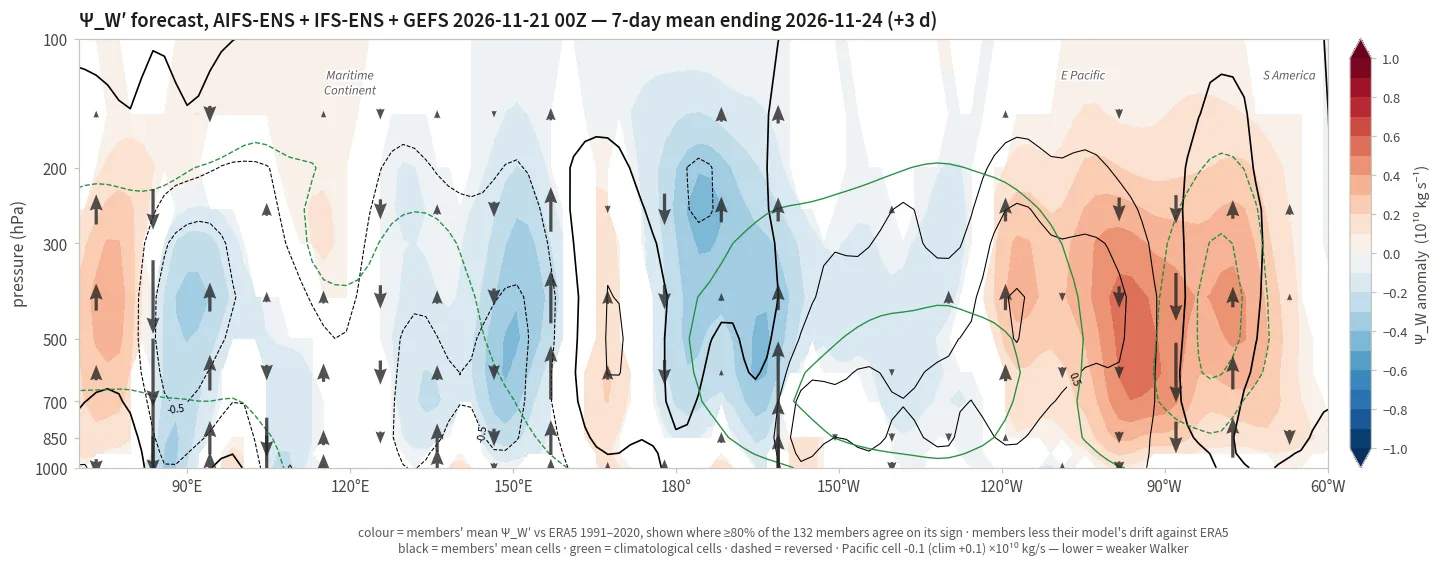 Ψ_W′ forecast, AIFS-ENS + IFS-ENS + GEFS 2026-11-21 00Z — 7-day mean ending 2026-11-24 (+3 d)
100
200
300
400
500
700
850
1000
pressure (hPa)
Maritime
Continent
E Pacific
S America
-0.5
-0.5
0.5
90°E
120°E
150°E
180°
150°W
120°W
90°W
60°W
1.0
0.8
0.6
0.4
0.2
0.0
−0.2
−0.4
−0.6
−0.8
−1.0
Ψ_W anomaly (10¹⁰ kg s⁻¹)
colour = members' mean Ψ_W′ vs ERA5 1991–2020, shown where ≥80% of the 132 members agree on its sign · members less their model's drift against ERA5
black = members' mean cells · green = climatological cells · dashed = reversed · Pacific cell -0.1 (clim +0.1) ×10¹⁰ kg/s — lower = weaker Walker